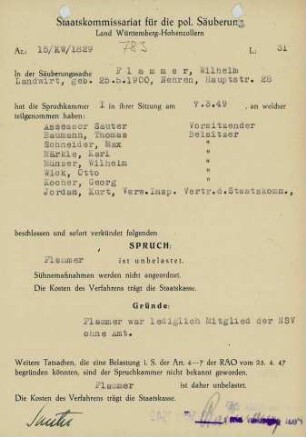 Staatskommissariat für die pol. Säuberung
Land Württemberg-Hohenzollern
Az.: 15/KW/1829 783 L: 31
In der Säuberungssache Flammer, Wilhelm
Landwirt, geb. 25.5.1900, Nehren, Hauptstr. 28
hat die Spruchkammer I in ihrer Sitzung am 7.3.49, an welcher
teilgenommen haben:
Assessor Sauter Vorsitzender
Baumann, Thomas Beisitzer
Schneider, Max "
Märkle, Karl "
Münzer, Wilhelm "
Wick, Otto "
Kocher, Georg "
Jordan, Kurt, Verw.Insp. Vertr.d.Staatskomm.,
beschlossen und sofort verkündet folgenden
SPRUCH:
Flammer ist unbelastet.
Sühnemaßnahmen werden nicht angeordnet.
Die Kosten des Verfahrens trägt die Staatskasse.
Gründe:
Flammer war lediglich Mitglied der NSV
ohne Amt.
Weitere Tatsachen, die eine Belastung i. S. der Art. 4—7 der RAO vom 25. 4. 47
begründen könnten, sind der Spruchkammer nicht bekannt geworden.
Flammer ist daher unbelastet.
Die Kosten des Verfahrens trägt die Staatskasse.
Sauter